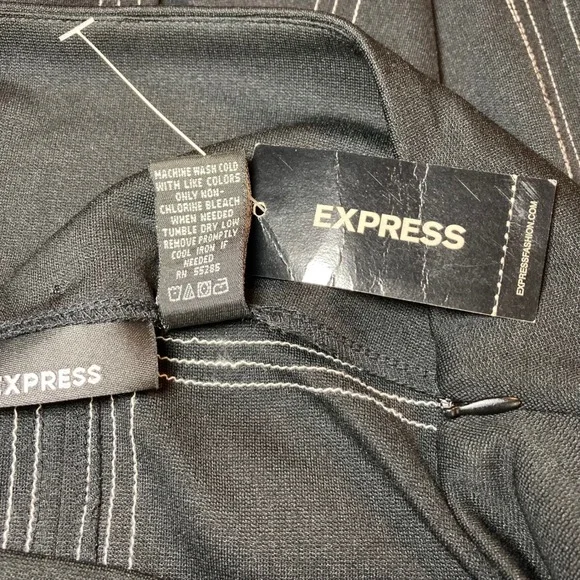 MACHINE WASH COLD
WITH LIKE COLORS
ONLY NON-
CHLORINE BLEACH
WHEN NEEDED
TUMBLE DRY LOW
REMOVE PROMPTLY
COOL IRON IF
NEEDED
RN 55285
EXPRESS
EXPRESSFASHION.COM
EXPRESS